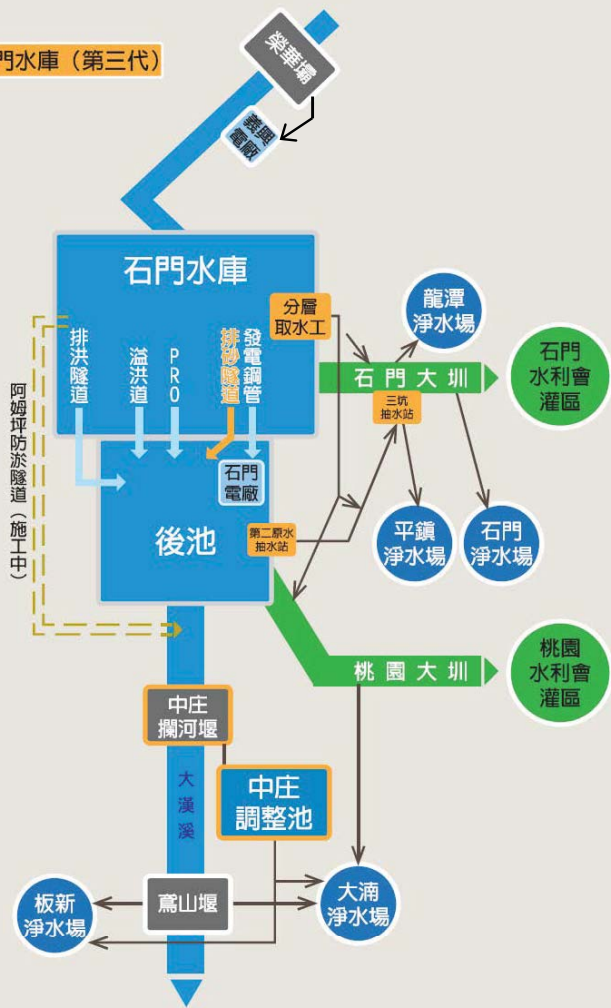 門水庫（第三代）
榮華壩
義興
電廠
石門水庫
分層
取水工
龍潭
淨水場
石門
水利會
灌區
排洪隧道
溢洪道
PRO
排砂隧道
發電鋼管
石門大圳
三坑
抽水站
阿姆坪防淤隧道（施工中）
石門
電廠
後池
第二原水
抽水站
平鎮
淨水場
石門
淨水場
桃園大圳
桃園
水利會
灌區
中庄
攔河堰
大漢溪
中庄
調整池
板新
淨水場
鳶山堰
大湳
淨水場